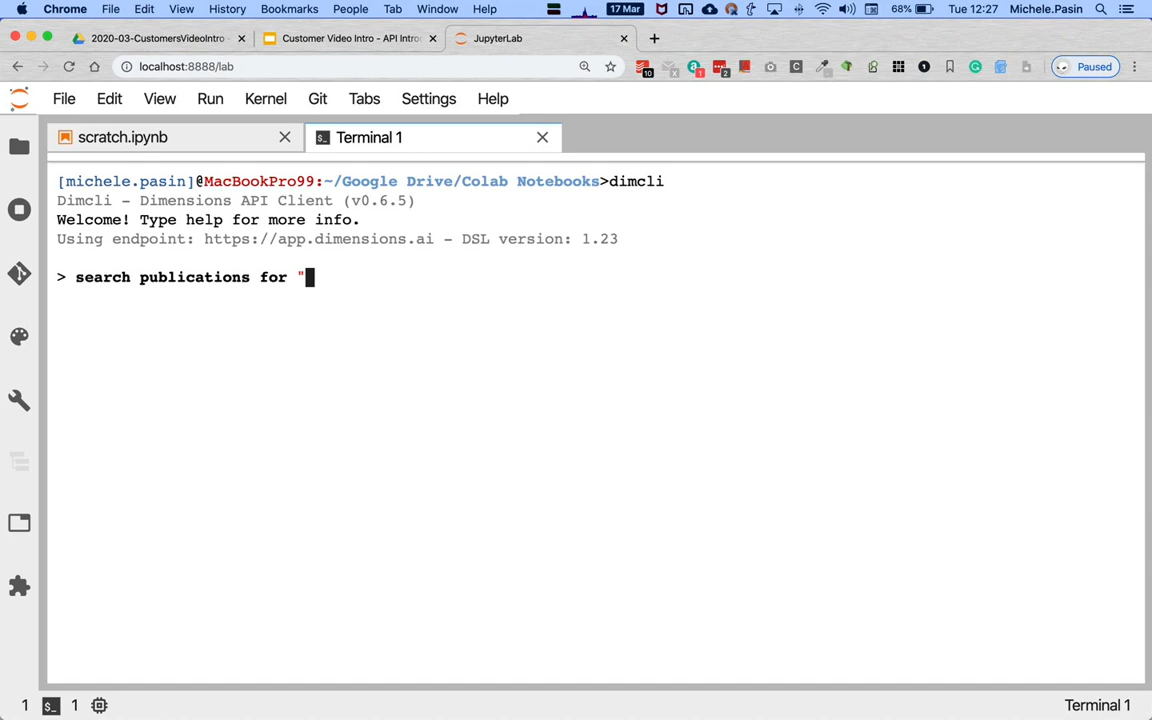 Chrome File Edit View History Bookmarks People Tab Window Help 17 Mar 68% Tue 12:27 Michele.Pasin
2020-03-CustomersVideoIntro Customer Video Intro - API Intro JupyterLab
localhost:8888/lab 10 1 2 Paused
File Edit View Run Kernel Git Tabs Settings Help
scratch.ipynb Terminal 1
[michele.pasin]@MacBookPro99:~/Google Drive/Colab Notebooks>dimcli
Dimcli - Dimensions API Client (v0.6.5)
Welcome! Type help for more info.
Using endpoint: https://app.dimensions.ai - DSL version: 1.23
> search publications for "
1 $_ 1 Terminal 1